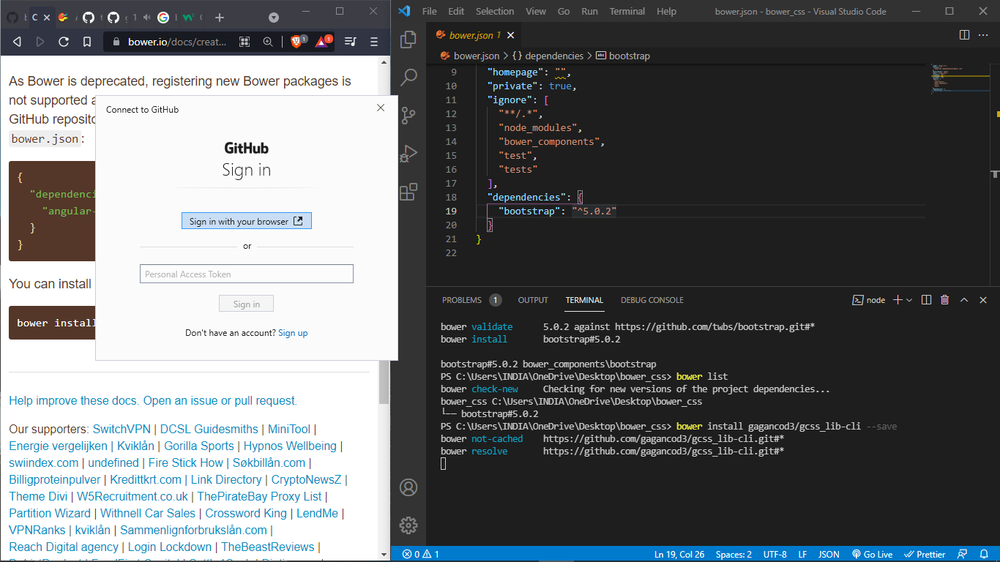 bower.io/docs/creat...
1
1
As Bower is deprecated, registering new Bower packages is
not supported
GitHub
bower.json:
{
"dependenci
"angular-
}
}
You can install
bower install
Connect to GitHub
GitHub
Sign in
Sign in with your browser
or
Personal Access Token
Sign in
Don't have an account? Sign up
Help improve these docs. Open an issue or pull request.
Our supporters: SwitchVPN | DCSL Guidesmiths | MiniTool |
Energie vergelijken | Kviklån | Gorilla Sports | Hypnos Wellbeing |
swiindex.com | undefined | Fire Stick How | Søkbillån.com |
Billigproteinpulver | Kredittkrt.com | Link Directory | CryptoNewsZ |
Theme Divi | W5Recruitment.co.uk | ThePirateBay Proxy List |
Partition Wizard | Withnell Car Sales | Crossword King | LendMe |
VPNRanks | kviklån | Sammenlignforbrukslån.com |
Reach Digital agency | Login Lockdown | TheBeastReviews |
File Edit Selection View Go Run Terminal Help bower.json - bower_css - Visual Studio Code
bower.json 1
bower.json > { } dependencies > abc bootstrap
9 "homepage": "",
10 "private": true,
11 "ignore": [
12 "**/.*",
13 "node_modules",
14 "bower_components",
15 "test",
16 "tests"
17 ],
18 "dependencies": {
19 "bootstrap": "^5.0.2"
20 }
21 }
22
PROBLEMS 1 OUTPUT TERMINAL DEBUG CONSOLE node
bower validate 5.0.2 against https://github.com/twbs/bootstrap.git#*
bower install bootstrap#5.0.2
bootstrap#5.0.2 bower_components\bootstrap
PS C:\Users\INDIA\OneDrive\Desktop\bower_css> bower list
bower check-new Checking for new versions of the project dependencies...
bower_css C:\Users\INDIA\OneDrive\Desktop\bower_css
└── bootstrap#5.0.2
PS C:\Users\INDIA\OneDrive\Desktop\bower_css> bower install gagancod3/gcss_lib-cli --save
bower not-cached https://github.com/gagancod3/gcss_lib-cli.git#*
bower resolve https://github.com/gagancod3/gcss_lib-cli.git#*
0 1 Ln 19, Col 26 Spaces: 2 UTF-8 LF JSON Go Live Prettier